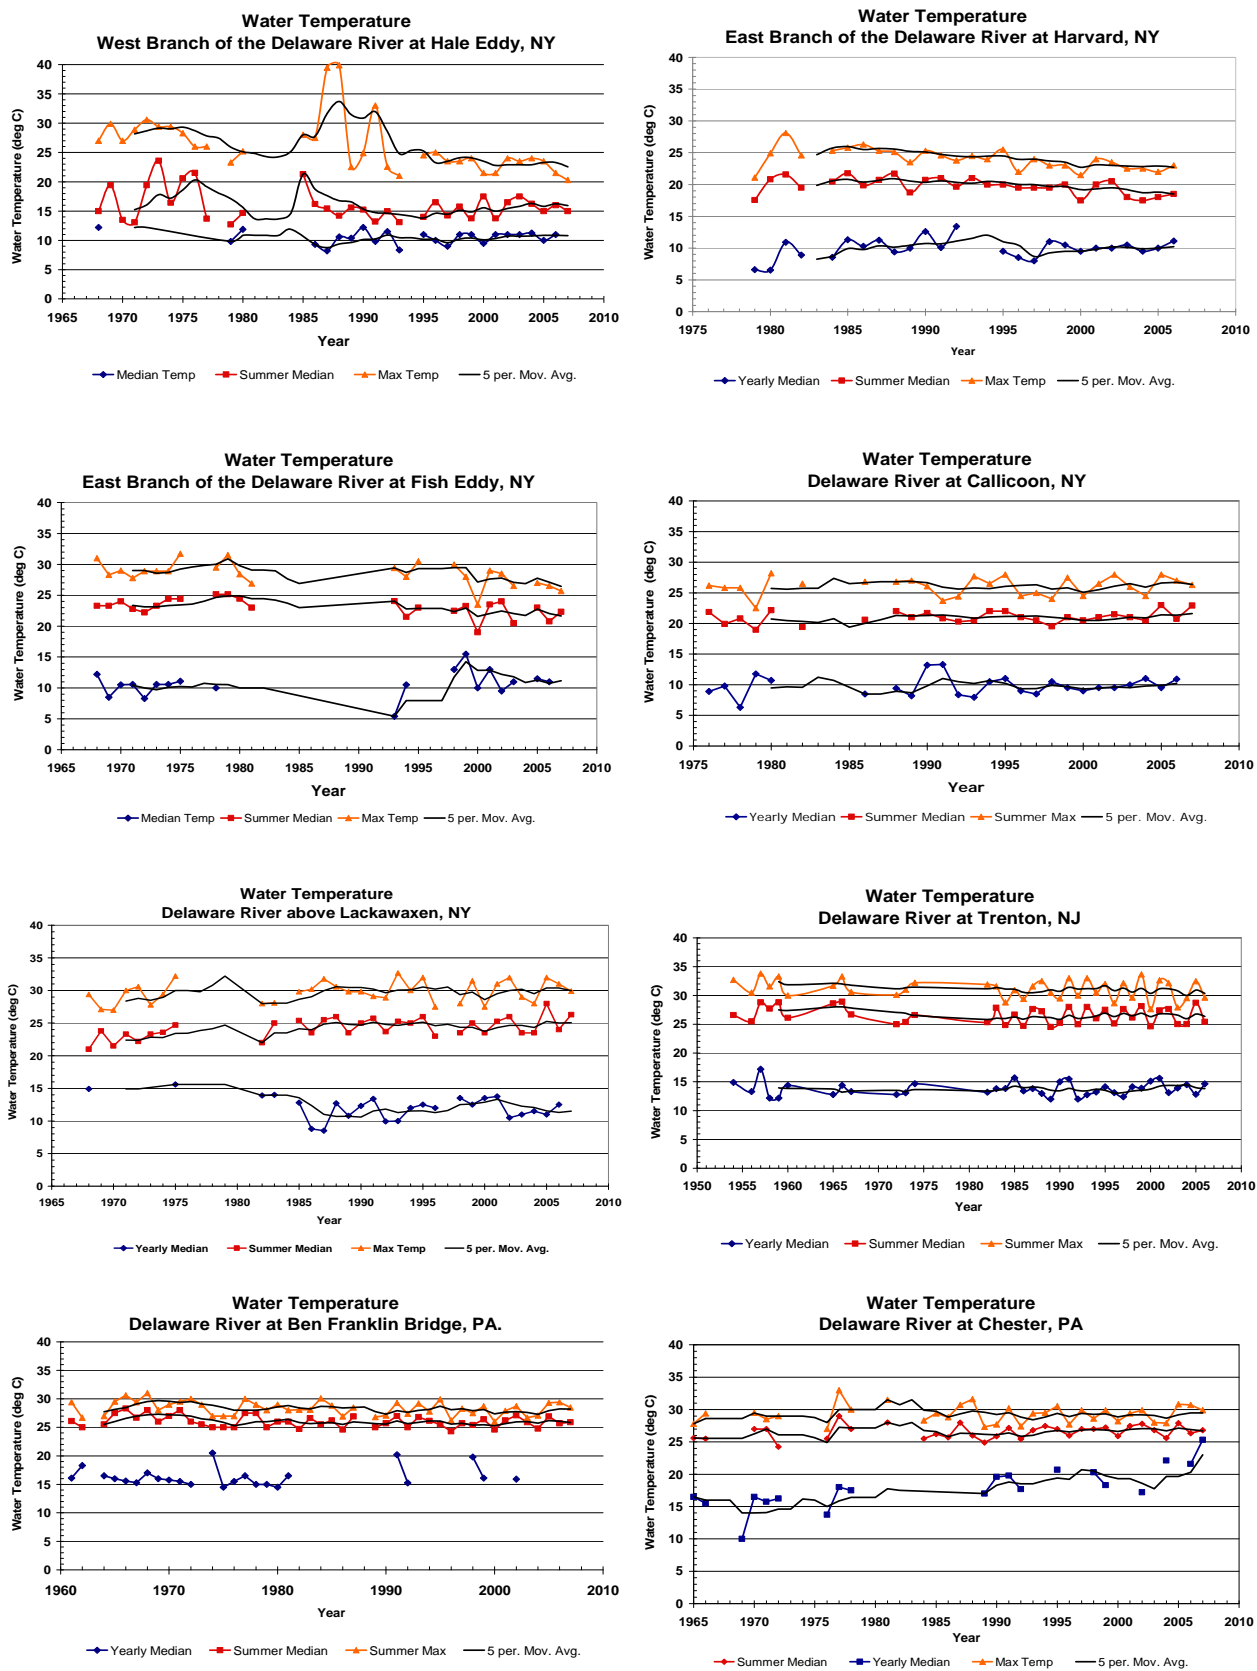 Water Temperature
West Branch of the Delaware River at Hale Eddy, NY
Water Temperature (deg C)
40
35
30
25
20
15
10
5
0
1965 1970 1975 1980 1985 1990 1995 2000 2005 2010
Year
Median Temp Summer Median Max Temp 5 per. Mov. Avg.
Water Temperature
East Branch of the Delaware River at Harvard, NY
Water Temperature (deg C)
40
35
30
25
20
15
10
5
0
1975 1980 1985 1990 1995 2000 2005 2010
Year
Yearly Median Summer Median Max Temp 5 per. Mov. Avg.
Water Temperature
East Branch of the Delaware River at Fish Eddy, NY
Water Temperature (deg C)
40
35
30
25
20
15
10
5
0
1965 1970 1975 1980 1985 1990 1995 2000 2005 2010
Year
Median Temp Summer Median Max Temp 5 per. Mov. Avg.
Water Temperature
Delaware River at Callicoon, NY
Water Temperature (deg C)
40
35
30
25
20
15
10
5
0
1975 1980 1985 1990 1995 2000 2005 2010
Year
Yearly Median Summer Median Summer Max 5 per. Mov. Avg.
Water Temperature
Delaware River above Lackawaxen, NY
Water Temperature (deg C)
40
35
30
25
20
15
10
5
0
1965 1970 1975 1980 1985 1990 1995 2000 2005 2010
Year
Yearly Median Summer Median Max Temp 5 per. Mov. Avg.
Water Temperature
Delaware River at Trenton, NJ
Water Temperature (deg C)
40
35
30
25
20
15
10
5
0
1950 1955 1960 1965 1970 1975 1980 1985 1990 1995 2000 2005 2010
Year
Yearly Median Summer Median Summer Max 5 per. Mov. Avg.
Water Temperature
Delaware River at Ben Franklin Bridge, PA.
Water Temperature (deg C)
40
35
30
25
20
15
10
5
0
1960 1970 1980 1990 2000 2010
Year
Yearly Median Summer Median Summer Max 5 per. Mov. Avg.
Water Temperature
Delaware River at Chester, PA
Water Temperature (deg C)
40
35
30
25
20
15
10
5
0
1965 1970 1975 1980 1985 1990 1995 2000 2005 2010
Year
Summer Median Yearly Median Max Temp 5 per. Mov. Avg.